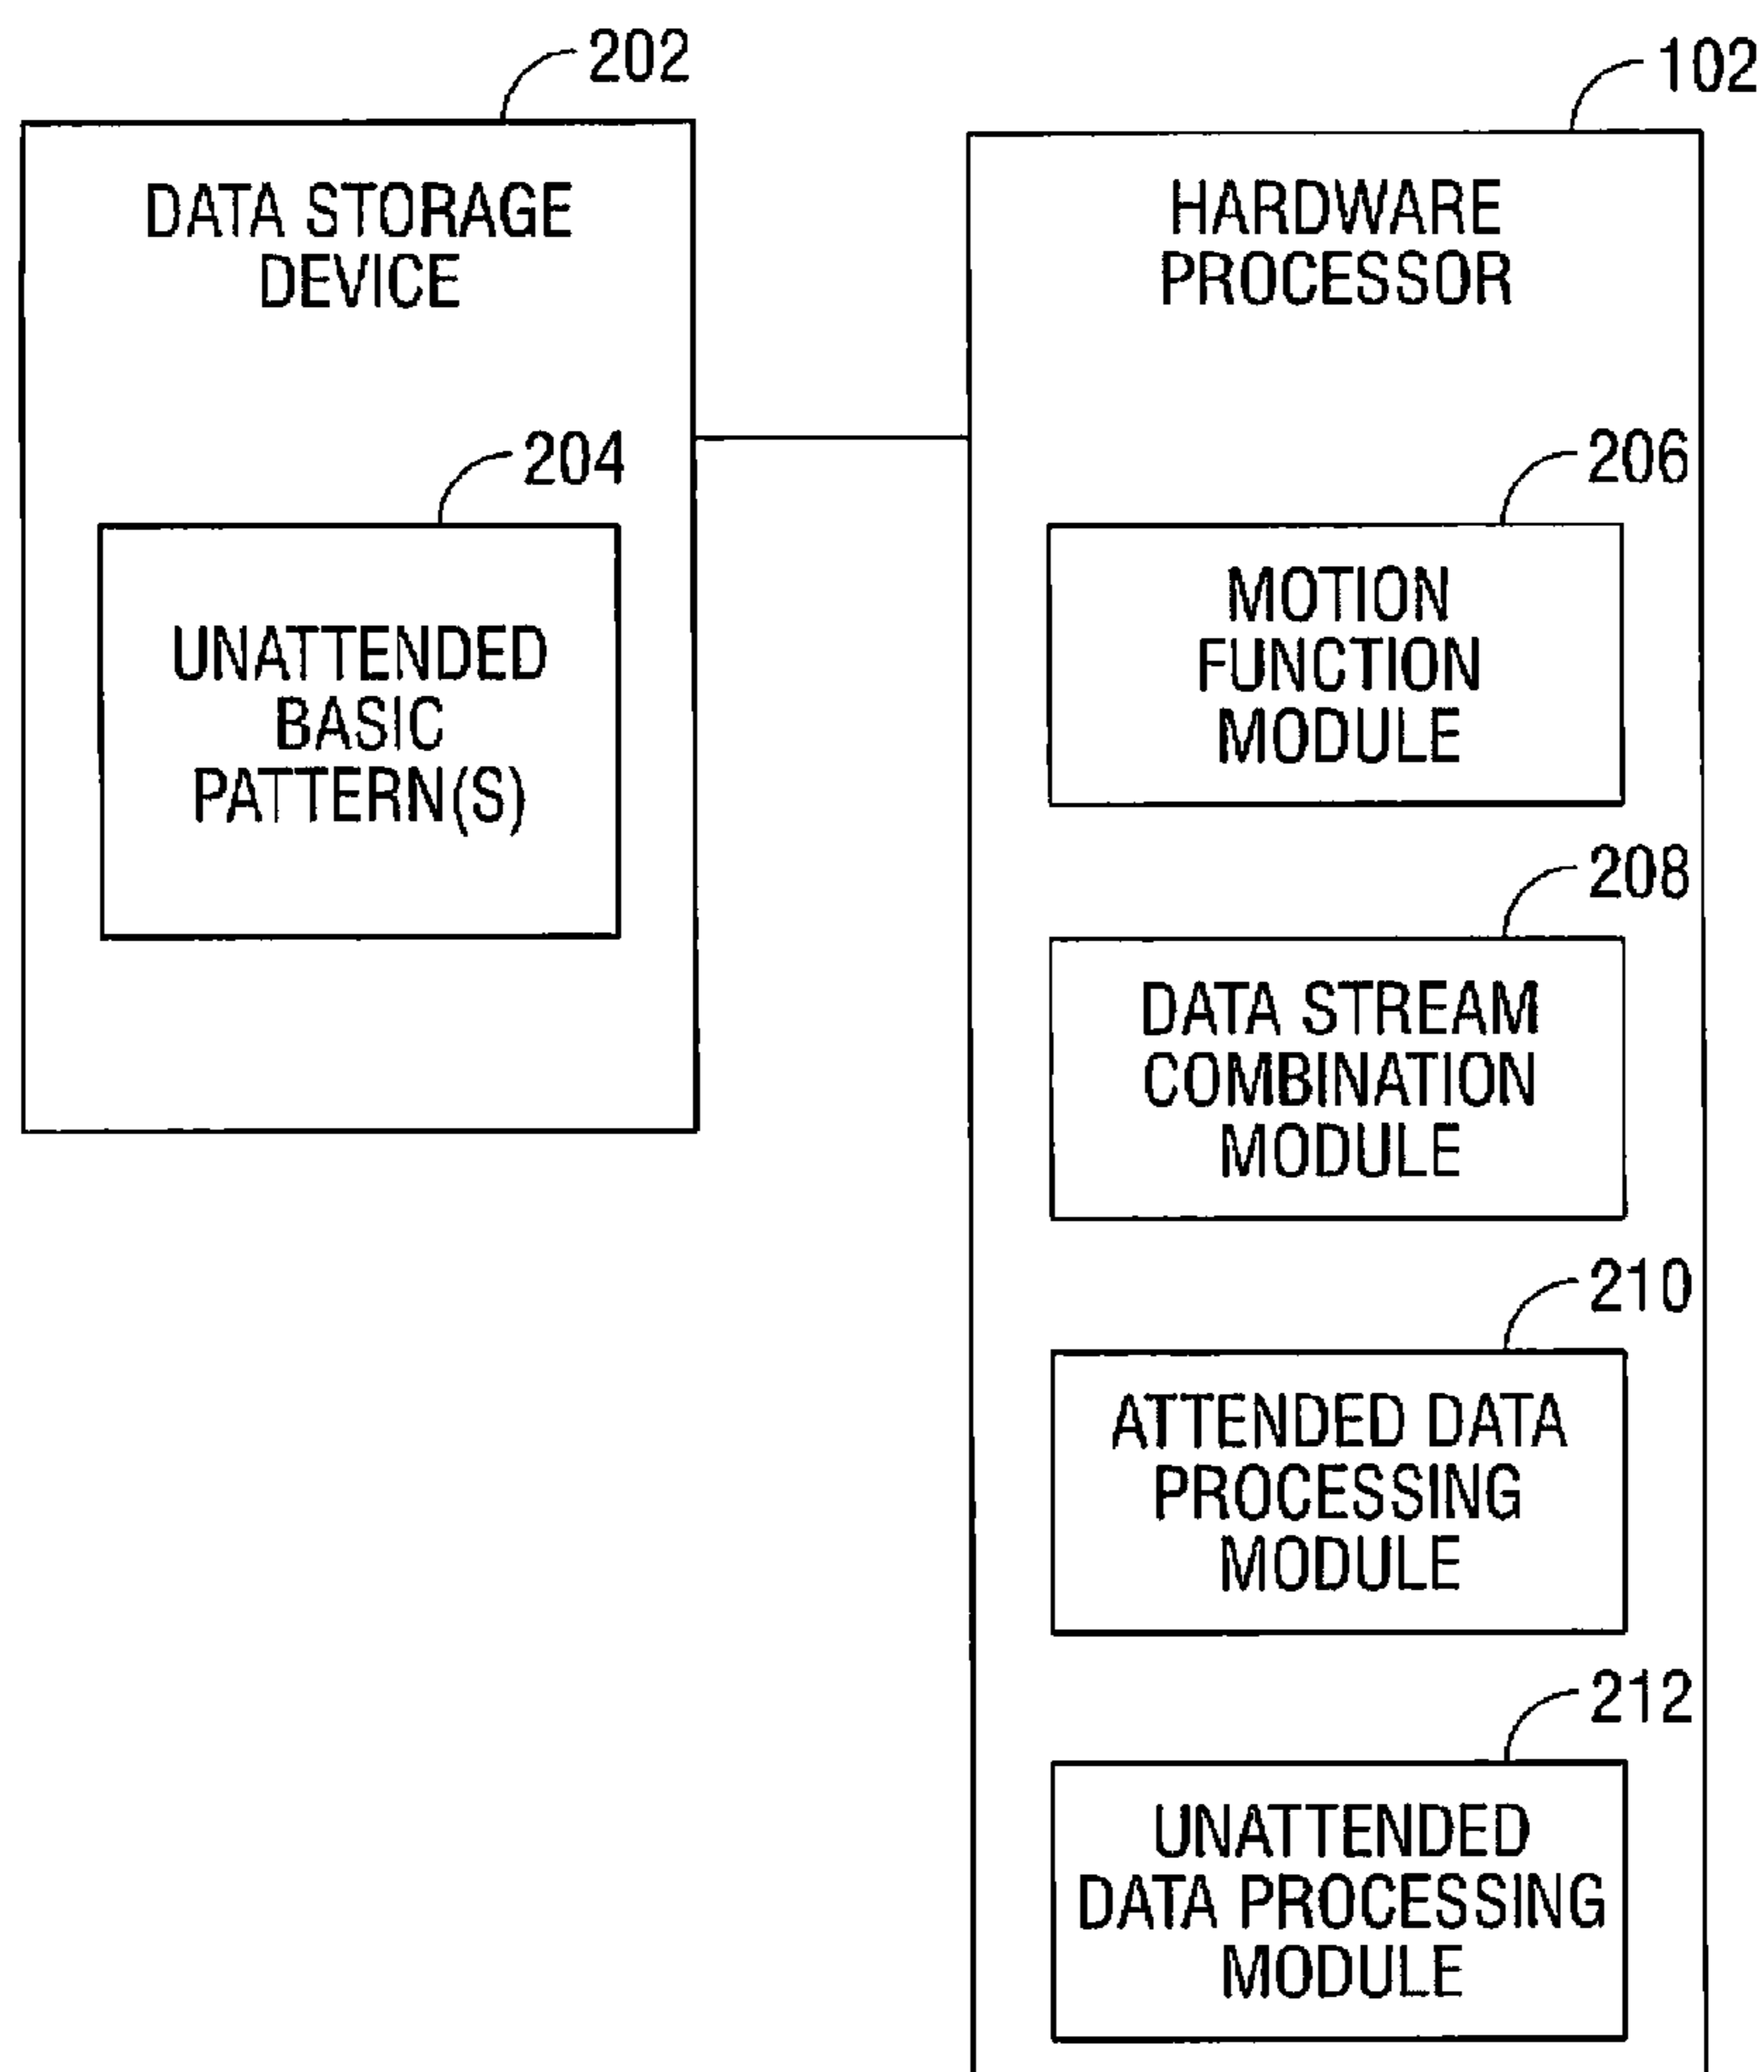 202
DATA STORAGE
DEVICE
204
UNATTENDED
BASIC
PATTERN(S)
102
HARDWARE
PROCESSOR
206
MOTION
FUNCTION
MODULE
208
DATA STREAM
COMBINATION
MODULE
210
ATTENDED DATA
PROCESSING
MODULE
212
UNATTENDED
DATA PROCESSING
MODULE